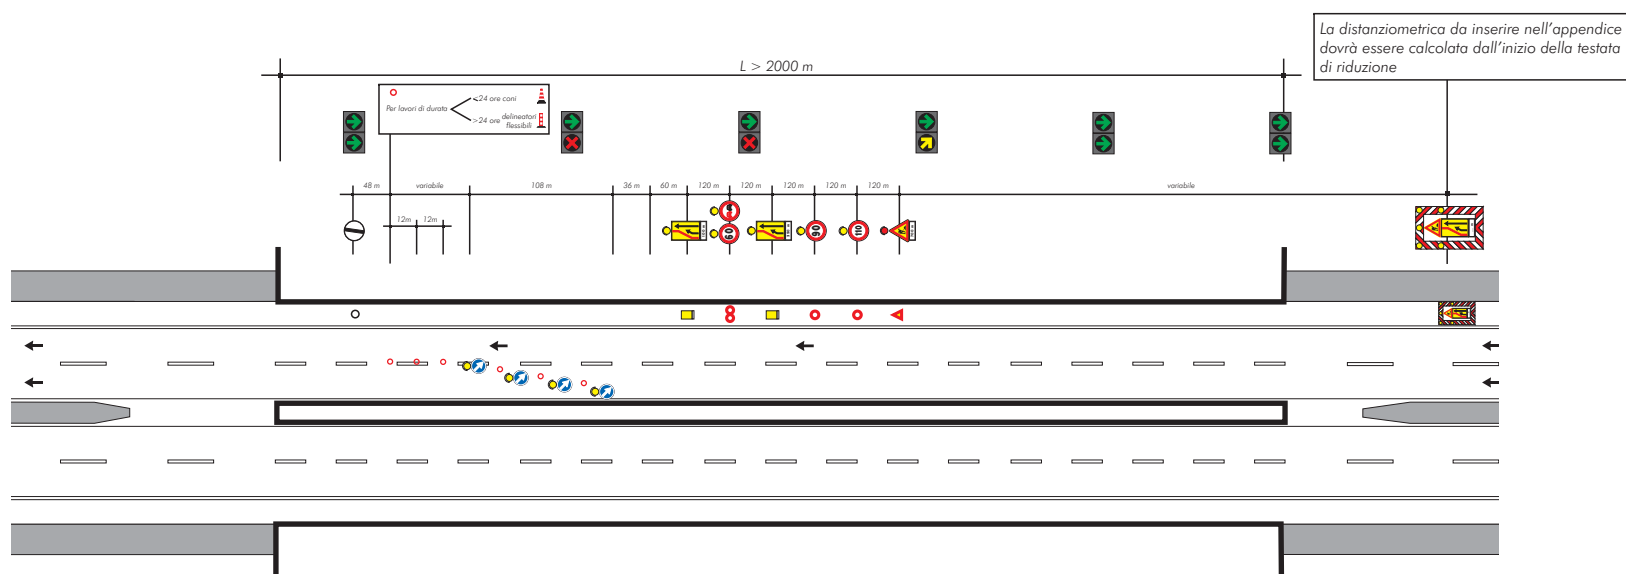 La distanziometrica da inserire nell'appendice
dovrà essere calcolata dall'inizio della testata
di riduzione
L > 2000 m
Per lavori di durata
<24 ore coni
>24 ore
delineatori
flessibili
48 m
variabile
108 m
36 m
60 m
120 m
120 m
120 m
120 m
120 m
variabile
12m
12m
60
90
110